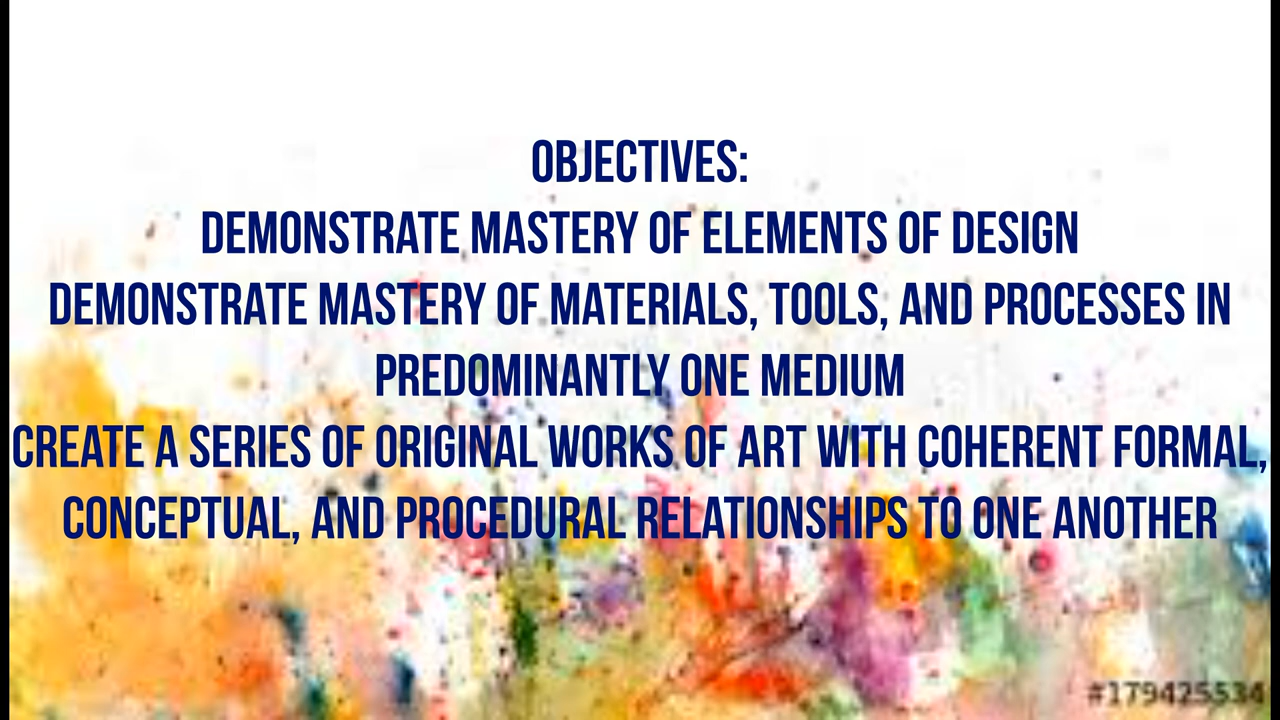 OBJECTIVES:
DEMONSTRATE MASTERY OF ELEMENTS OF DESIGN
DEMONSTRATE MASTERY OF MATERIALS, TOOLS, AND PROCESSES IN
PREDOMINANTLY ONE MEDIUM
CREATE A SERIES OF ORIGINAL WORKS OF ART WITH COHERENT FORMAL,
CONCEPTUAL, AND PROCEDURAL RELATIONSHIPS TO ONE ANOTHER
#179425534